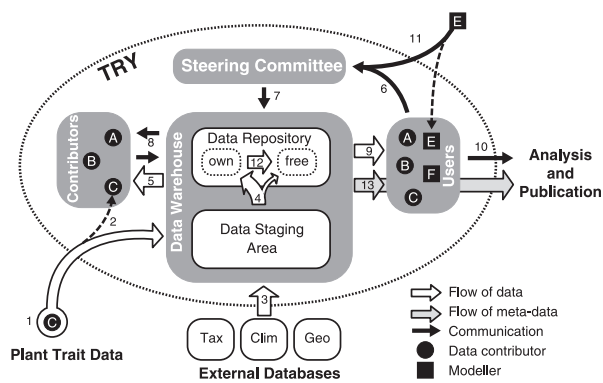 11
E
TRY
Steering Committee
6
7
Contributors
A
B
C
8
5
2
Data Warehouse
Data Repository
own
12
free
4
Data Staging
Area
9
13
Users
A
E
B
F
C
10
Analysis
and
Publication
1
C
Plant Trait Data
3
Tax
Clim
Geo
External Databases
Flow of data
Flow of meta-data
Communication
Data contributor
Modeller